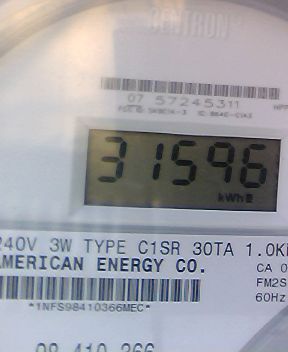 CENTRON
07 57245311
31596
kWh
240V 3W TYPE C1SR 30TA 1.0K
AMERICAN ENERGY CO.
CA 0
FM2S
60Hz
*1NFS98410366MEC*
98 410 366